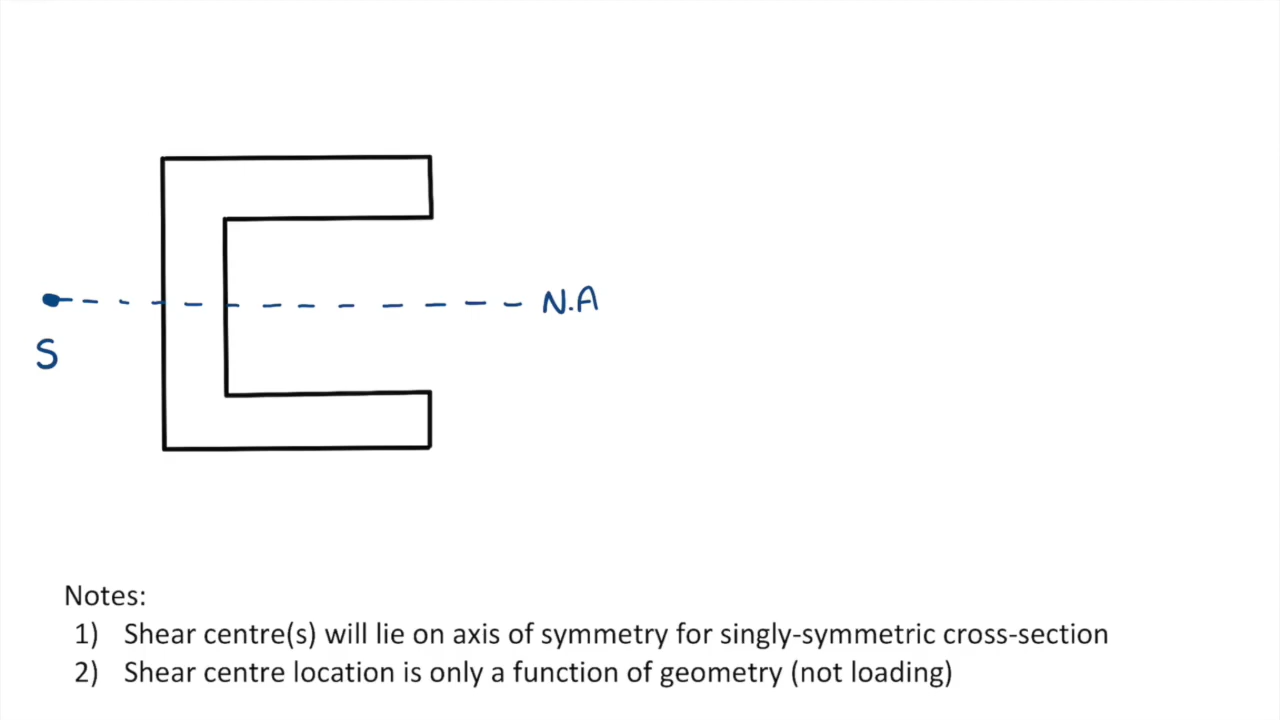 N.A
S
Notes:
1) Shear centre(s) will lie on axis of symmetry for singly-symmetric cross-section
2) Shear centre location is only a function of geometry (not loading)